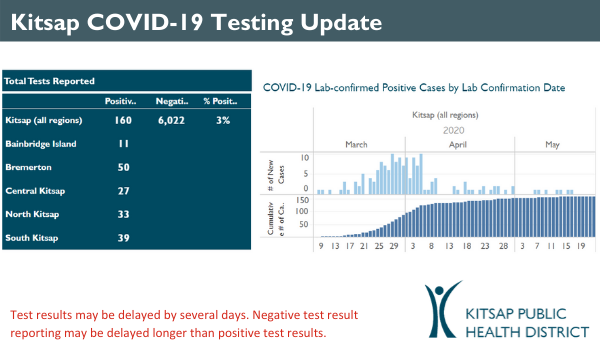 Kitsap COVID-19 Testing Update
Total Tests Reported
Positiv.. Negati.. % Posit..
Kitsap (all regions) 160 6,022 3%
Bainbridge Island 11
Bremerton 50
Central Kitsap 27
North Kitsap 33
South Kitsap 39
COVID-19 Lab-confirmed Positive Cases by Lab Confirmation Date
Kitsap (all regions)
2020
March April May
# of New
Cases
10
5
0
Cumulativ
e # of Ca..
150
100
50
9 13 17 21 25 29 3 8 13 18 23 28 3 7 11 15 19
Test results may be delayed by several days. Negative test result
reporting may be delayed longer than positive test results.
KITSAP PUBLIC
HEALTH DISTRICT